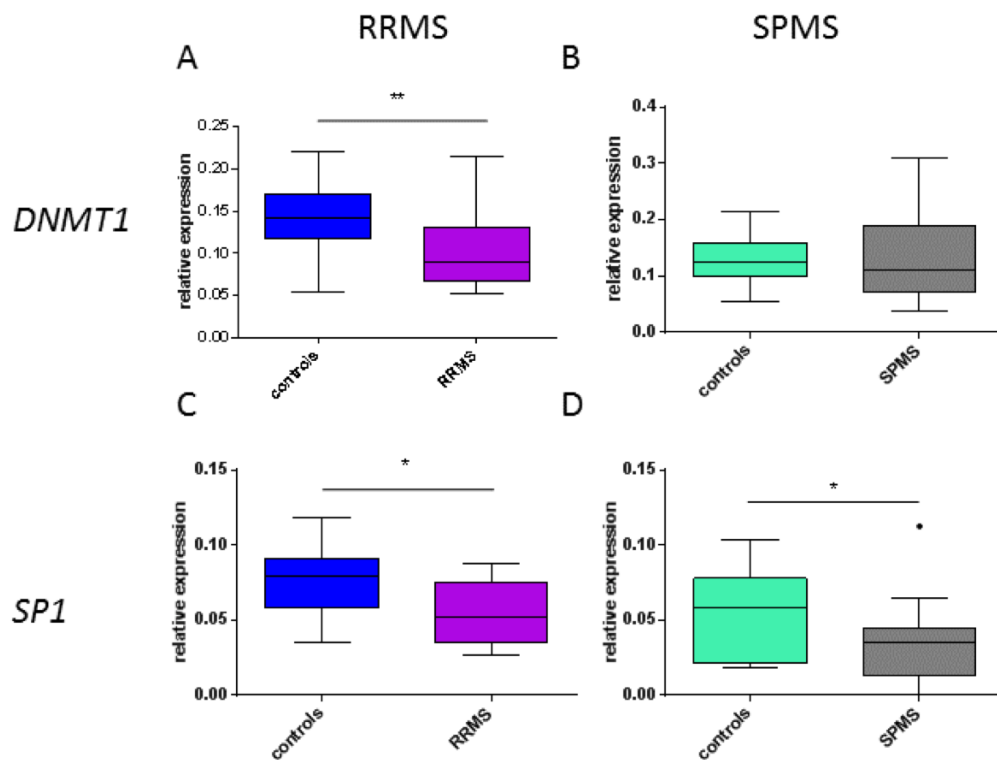 RRMS
SPMS
A
B
DNMT1
**
relative expression
0.25
0.20
0.15
0.10
0.05
0.00
controls
RRMS
relative expression
0.4
0.3
0.2
0.1
0.0
controls
SPMS
C
D
SP1
*
relative expression
0.15
0.10
0.05
0.00
controls
RRMS
*
relative expression
0.15
0.10
0.05
0.00
controls
SPMS